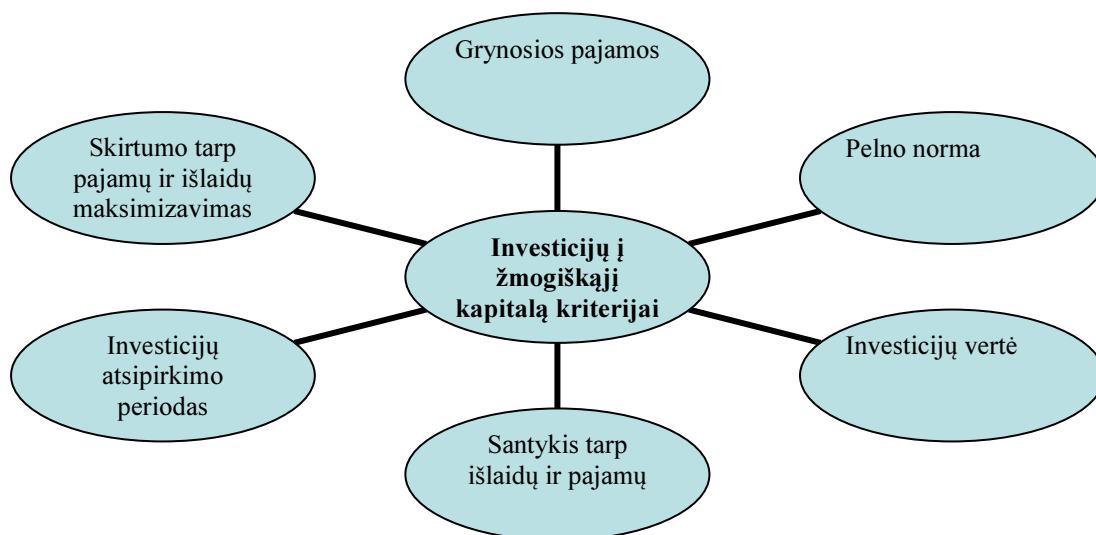 Grynosios pajamos
Skirtumo tarp
pajamų ir išlaidų
maksimizavimas
Pelno norma
Investicijų į
žmogiškąjį
kapitalą kriterijai
Investicijų
atsipirkimo
periodas
Investicijų vertė
Santykis tarp
išlaidų ir pajamų